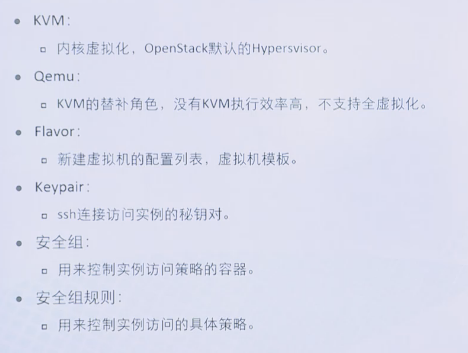 • KVM：
▫ 内核虚拟化，OpenStack默认的Hypersvisor。
• Qemu：
▫ KVM的替补角色，没有KVM执行效率高，不支持全虚拟化。
• Flavor：
▫ 新建虚拟机的配置列表，虚拟机模板。
• Keypair：
▫ ssh连接访问实例的秘钥对。
• 安全组：
▫ 用来控制实例访问策略的容器。
• 安全组规则：
▫ 用来控制实例访问的具体策略。